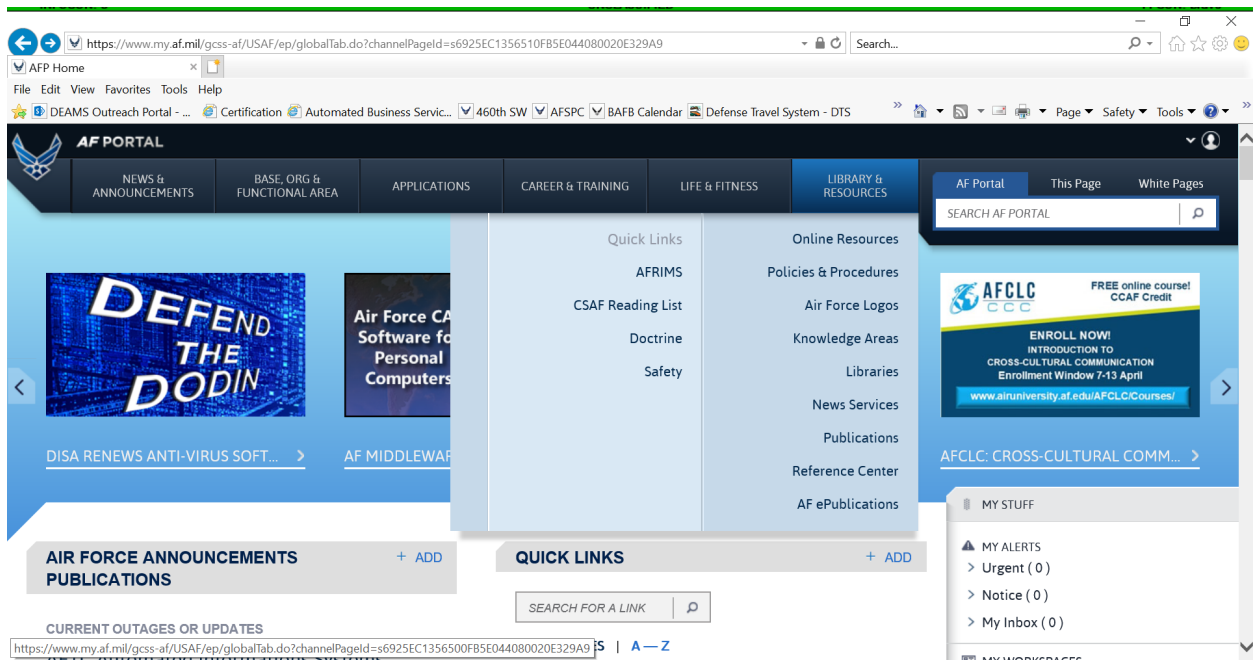 https://www.my.af.mil/gcss-af/USAF/ep/globalTab.do?channelPageId=s6925EC1356510FB5E044080020E329A9
Search...
AFP Home
File Edit View Favorites Tools Help
DEAMS Outreach Portal - ... Certification Automated Business Servic... 460th SW AFSPC BAFB Calendar Defense Travel System - DTS » Page Safety Tools »
AF PORTAL
NEWS &
ANNOUNCEMENTS
BASE, ORG &
FUNCTIONAL AREA
APPLICATIONS
CAREER & TRAINING
LIFE & FITNESS
LIBRARY &
RESOURCES
AF Portal This Page White Pages
SEARCH AF PORTAL
Quick Links
AFRIMS
CSAF Reading List
Doctrine
Safety
Online Resources
Policies & Procedures
Air Force Logos
Knowledge Areas
Libraries
News Services
Publications
Reference Center
AF ePublications
DEFEND
THE
DODIN
DISA RENEWS ANTI-VIRUS SOFT... >
Air Force CA
Software fo
Personal
Computers
AF MIDDLEWAR
AFCLC
CCC
FREE online course!
CCAF Credit
ENROLL NOW!
INTRODUCTION TO
CROSS-CULTURAL COMMUNICATION
Enrollment Window 7-13
April
www.airuniversity.af.edu/AFCLC/Courses/
AFCLC: CROSS-CULTURAL COMM... >
MY STUFF
MY ALERTS
> Urgent ( 0 )
> Notice ( 0 )
> My Inbox ( 0 )
AIR FORCE ANNOUNCEMENTS
PUBLICATIONS
+ ADD
CURRENT OUTAGES OR UPDATES
QUICK LINKS
+ ADD
SEARCH FOR A LINK
| A — Z
https://www.my.af.mil/gcss-af/USAF/ep/globalTab.do?channelPageId=s6925EC1356500FB5E044080020E329A9
MY WORKSPACES